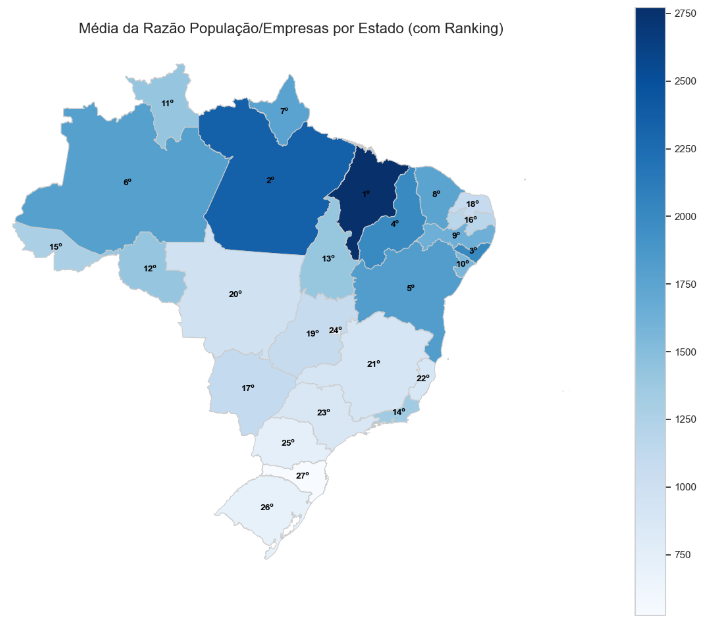 Média da Razão População/Empresas por Estado (com Ranking)
2750
2500
2250
2000
1750
1500
1250
1000
750
11º
7º
6º
2º
1º
8º
18º
16º
4º
9º
3º
15º
12º
13º
10º
20º
5º
19º
24º
21º
22º
17º
23º
14º
25º
27º
26º